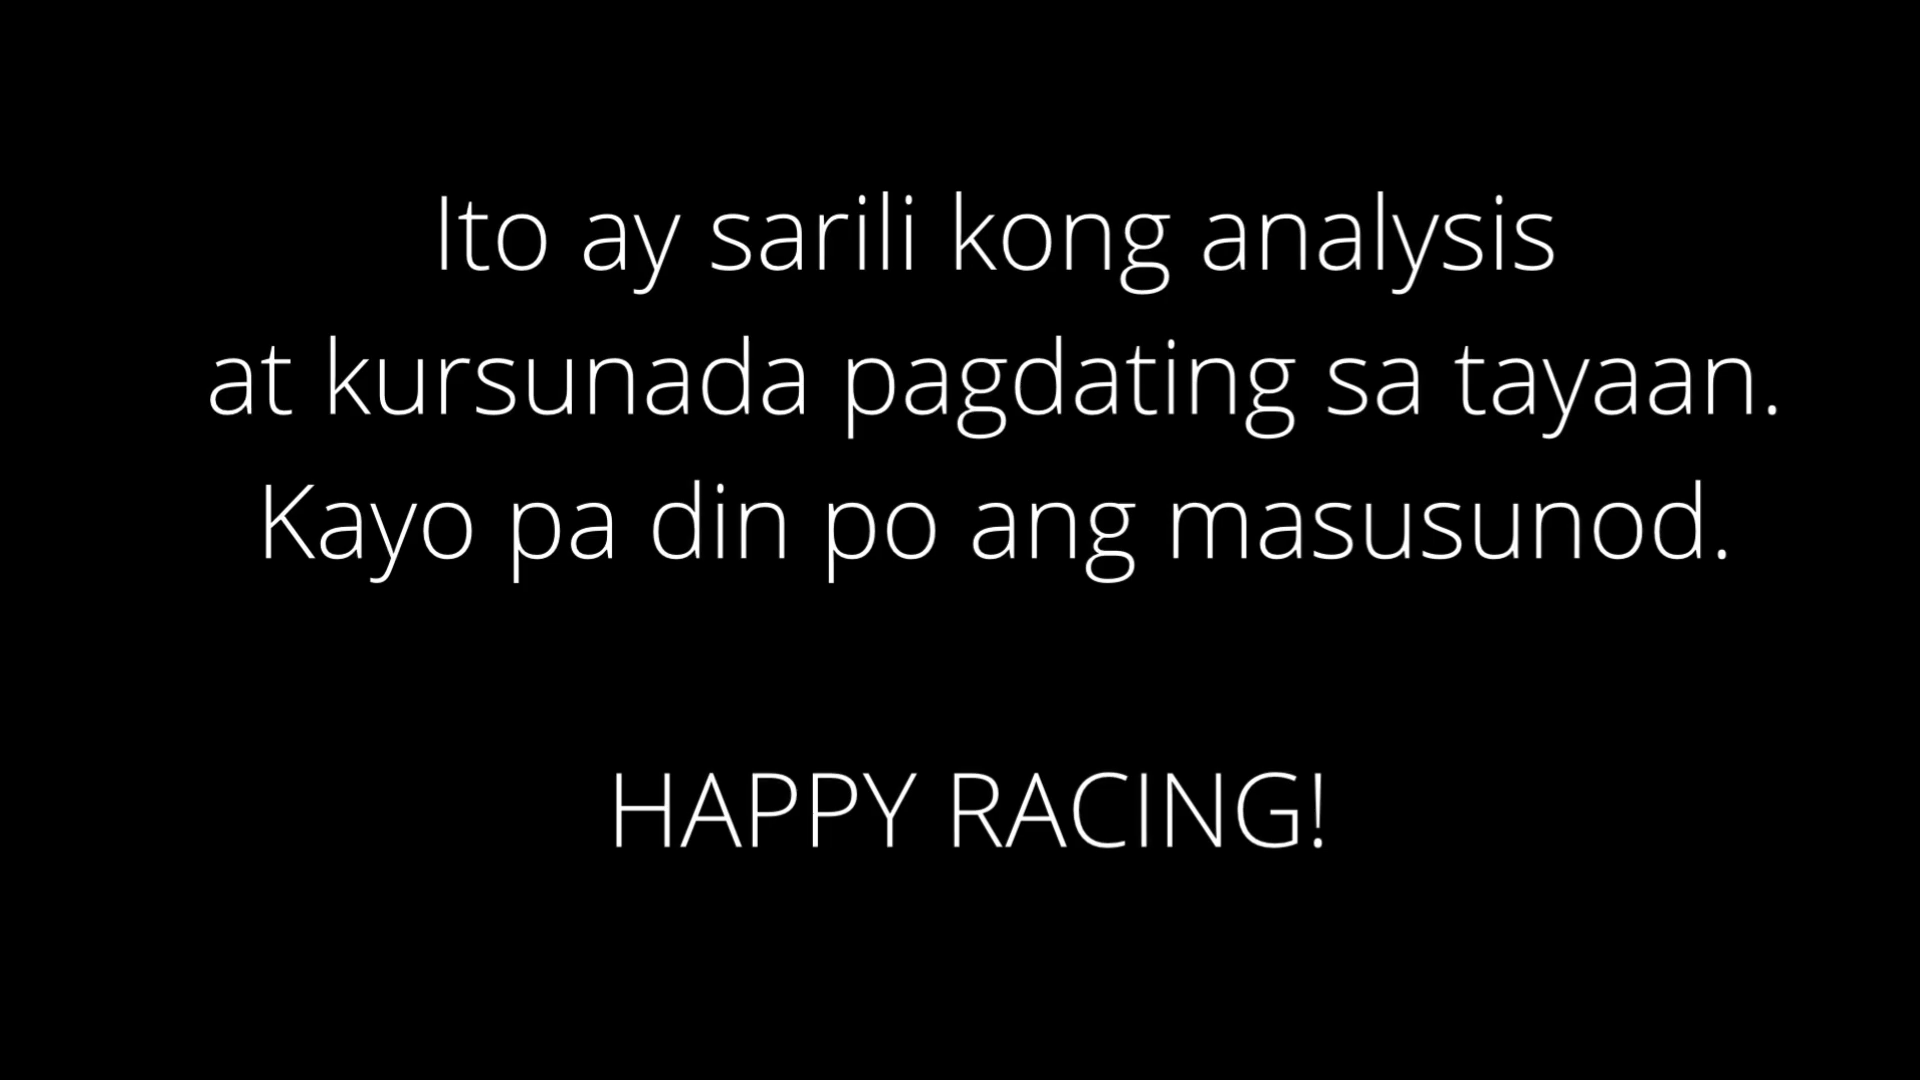 Ito ay sarili kong analysis
at kursunada pagdating sa tayaan.
Kayo pa din po ang masusunod.
HAPPY RACING!